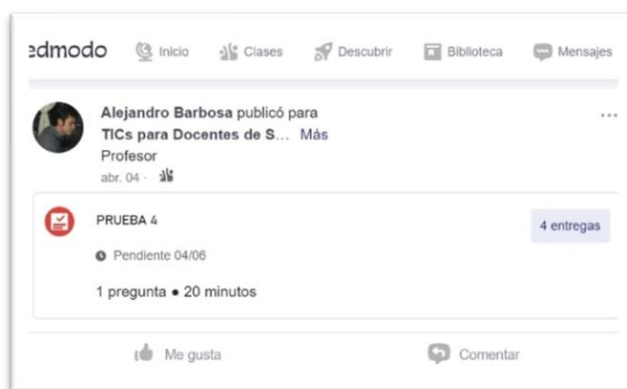 edmodo Inicio Clases Descubrir Biblioteca Mensajes
Alejandro Barbosa publicó para
TICs para Docentes de S... Más
Profesor
abr. 04 ·
PRUEBA 4
4 entregas
Pendiente 04/06
1 pregunta • 20 minutos
Me gusta Comentar